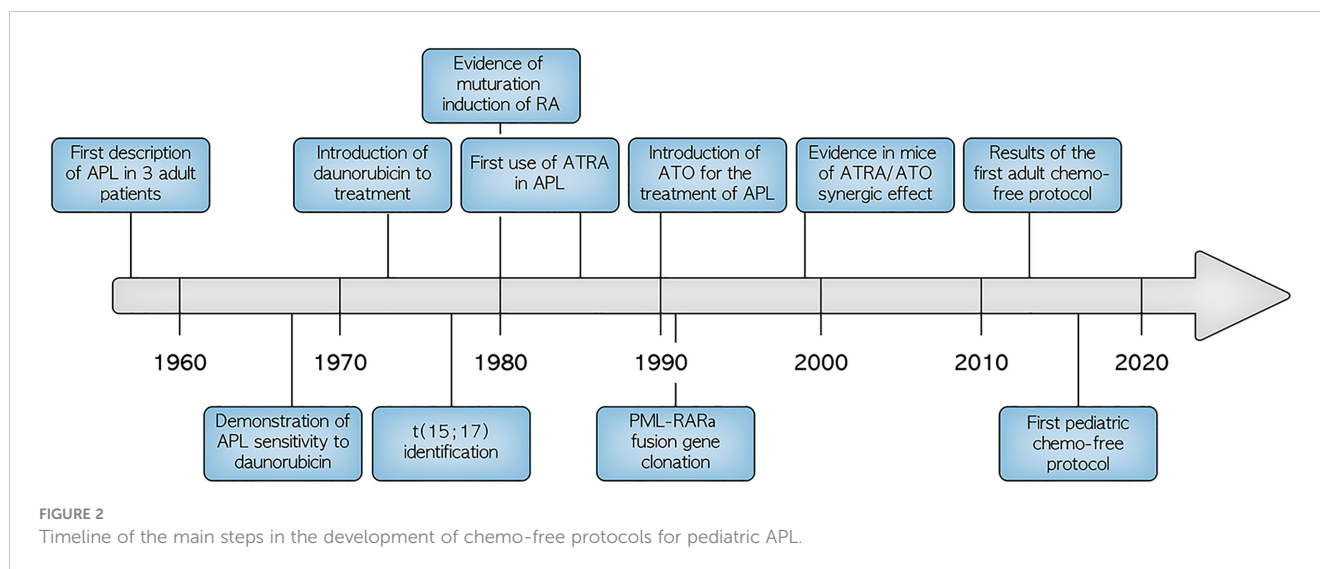 Evidence of
muturation
induction of RA
First description
of APL in 3 adult
patients
Introduction of
daunorubicin to
treatment
First use of ATRA
in APL
Introduction of
ATO for the
treatment of APL
Evidence in mice
of ATRA/ATO
synergic effect
Results of the
first adult chemo-
free protocol
1960
1970
1980
1990
2000
2010
2020
Demonstration of
APL sensitivity to
daunorubicin
t(15;17)
identification
PML-RARa
fusion gene
clonation
First pediatric
chemo-free
protocol
FIGURE 2
Timeline of the main steps in the development of chemo-free protocols for pediatric APL.